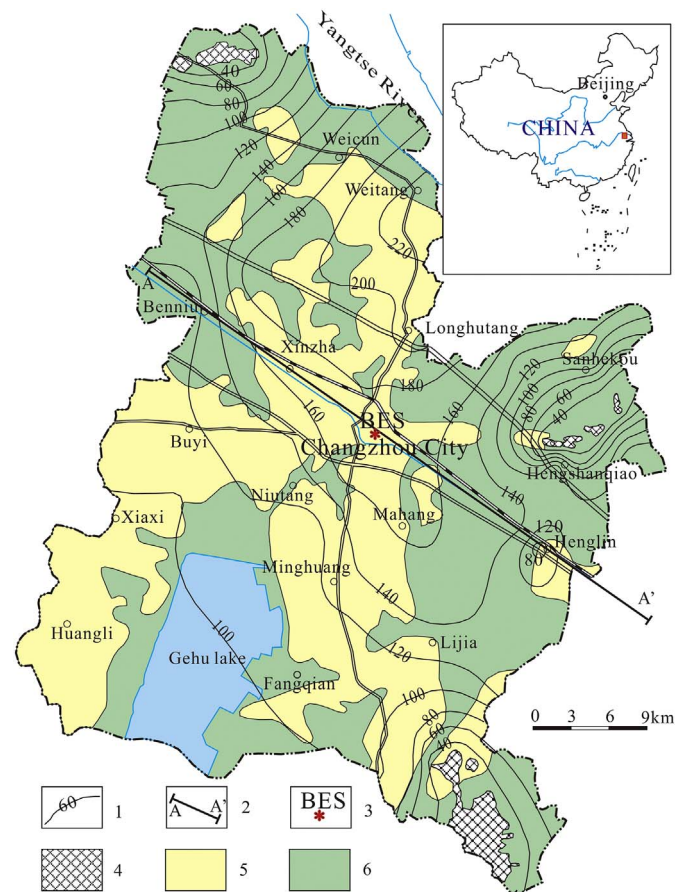 40
60
80
100
120
140
160
180
Yangtse River
Weicun
Weitang
220
200
Beijing
CHINA
A
Benniu
Xinzha
Longhutang
180
160
120
100
80
60
40
Sanhekou
BES
Changzhou City
Buyi
160
Hengshanqiao
140
Niutang
Mahang
Xiaxi
120
Henglin
80
Minghuang
140
A'
Huangli
100
Gehu lake
Lijia
120
Fangqian
100
80
60
40
0 3 6 9km
60 1
A A' 2
BES 3
4
5
6